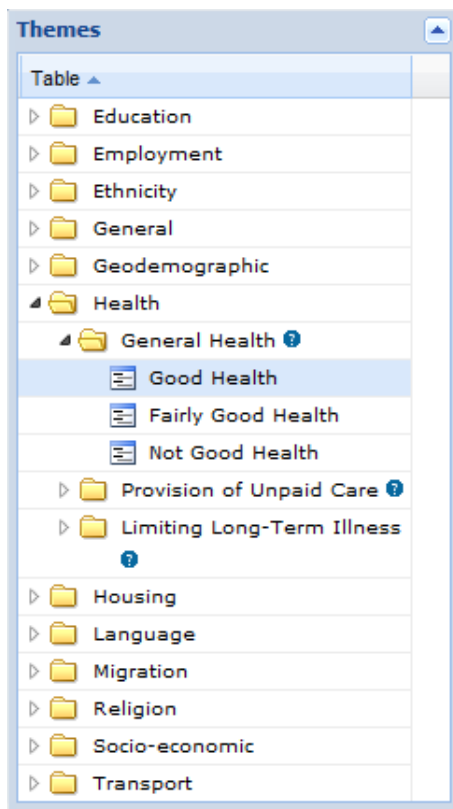 Themes
Table
Education
Employment
Ethnicity
General
Geodemographic
Health
General Health ?
Good Health
Fairly Good Health
Not Good Health
Provision of Unpaid Care ?
Limiting Long-Term Illness
?
Housing
Language
Migration
Religion
Socio-economic
Transport